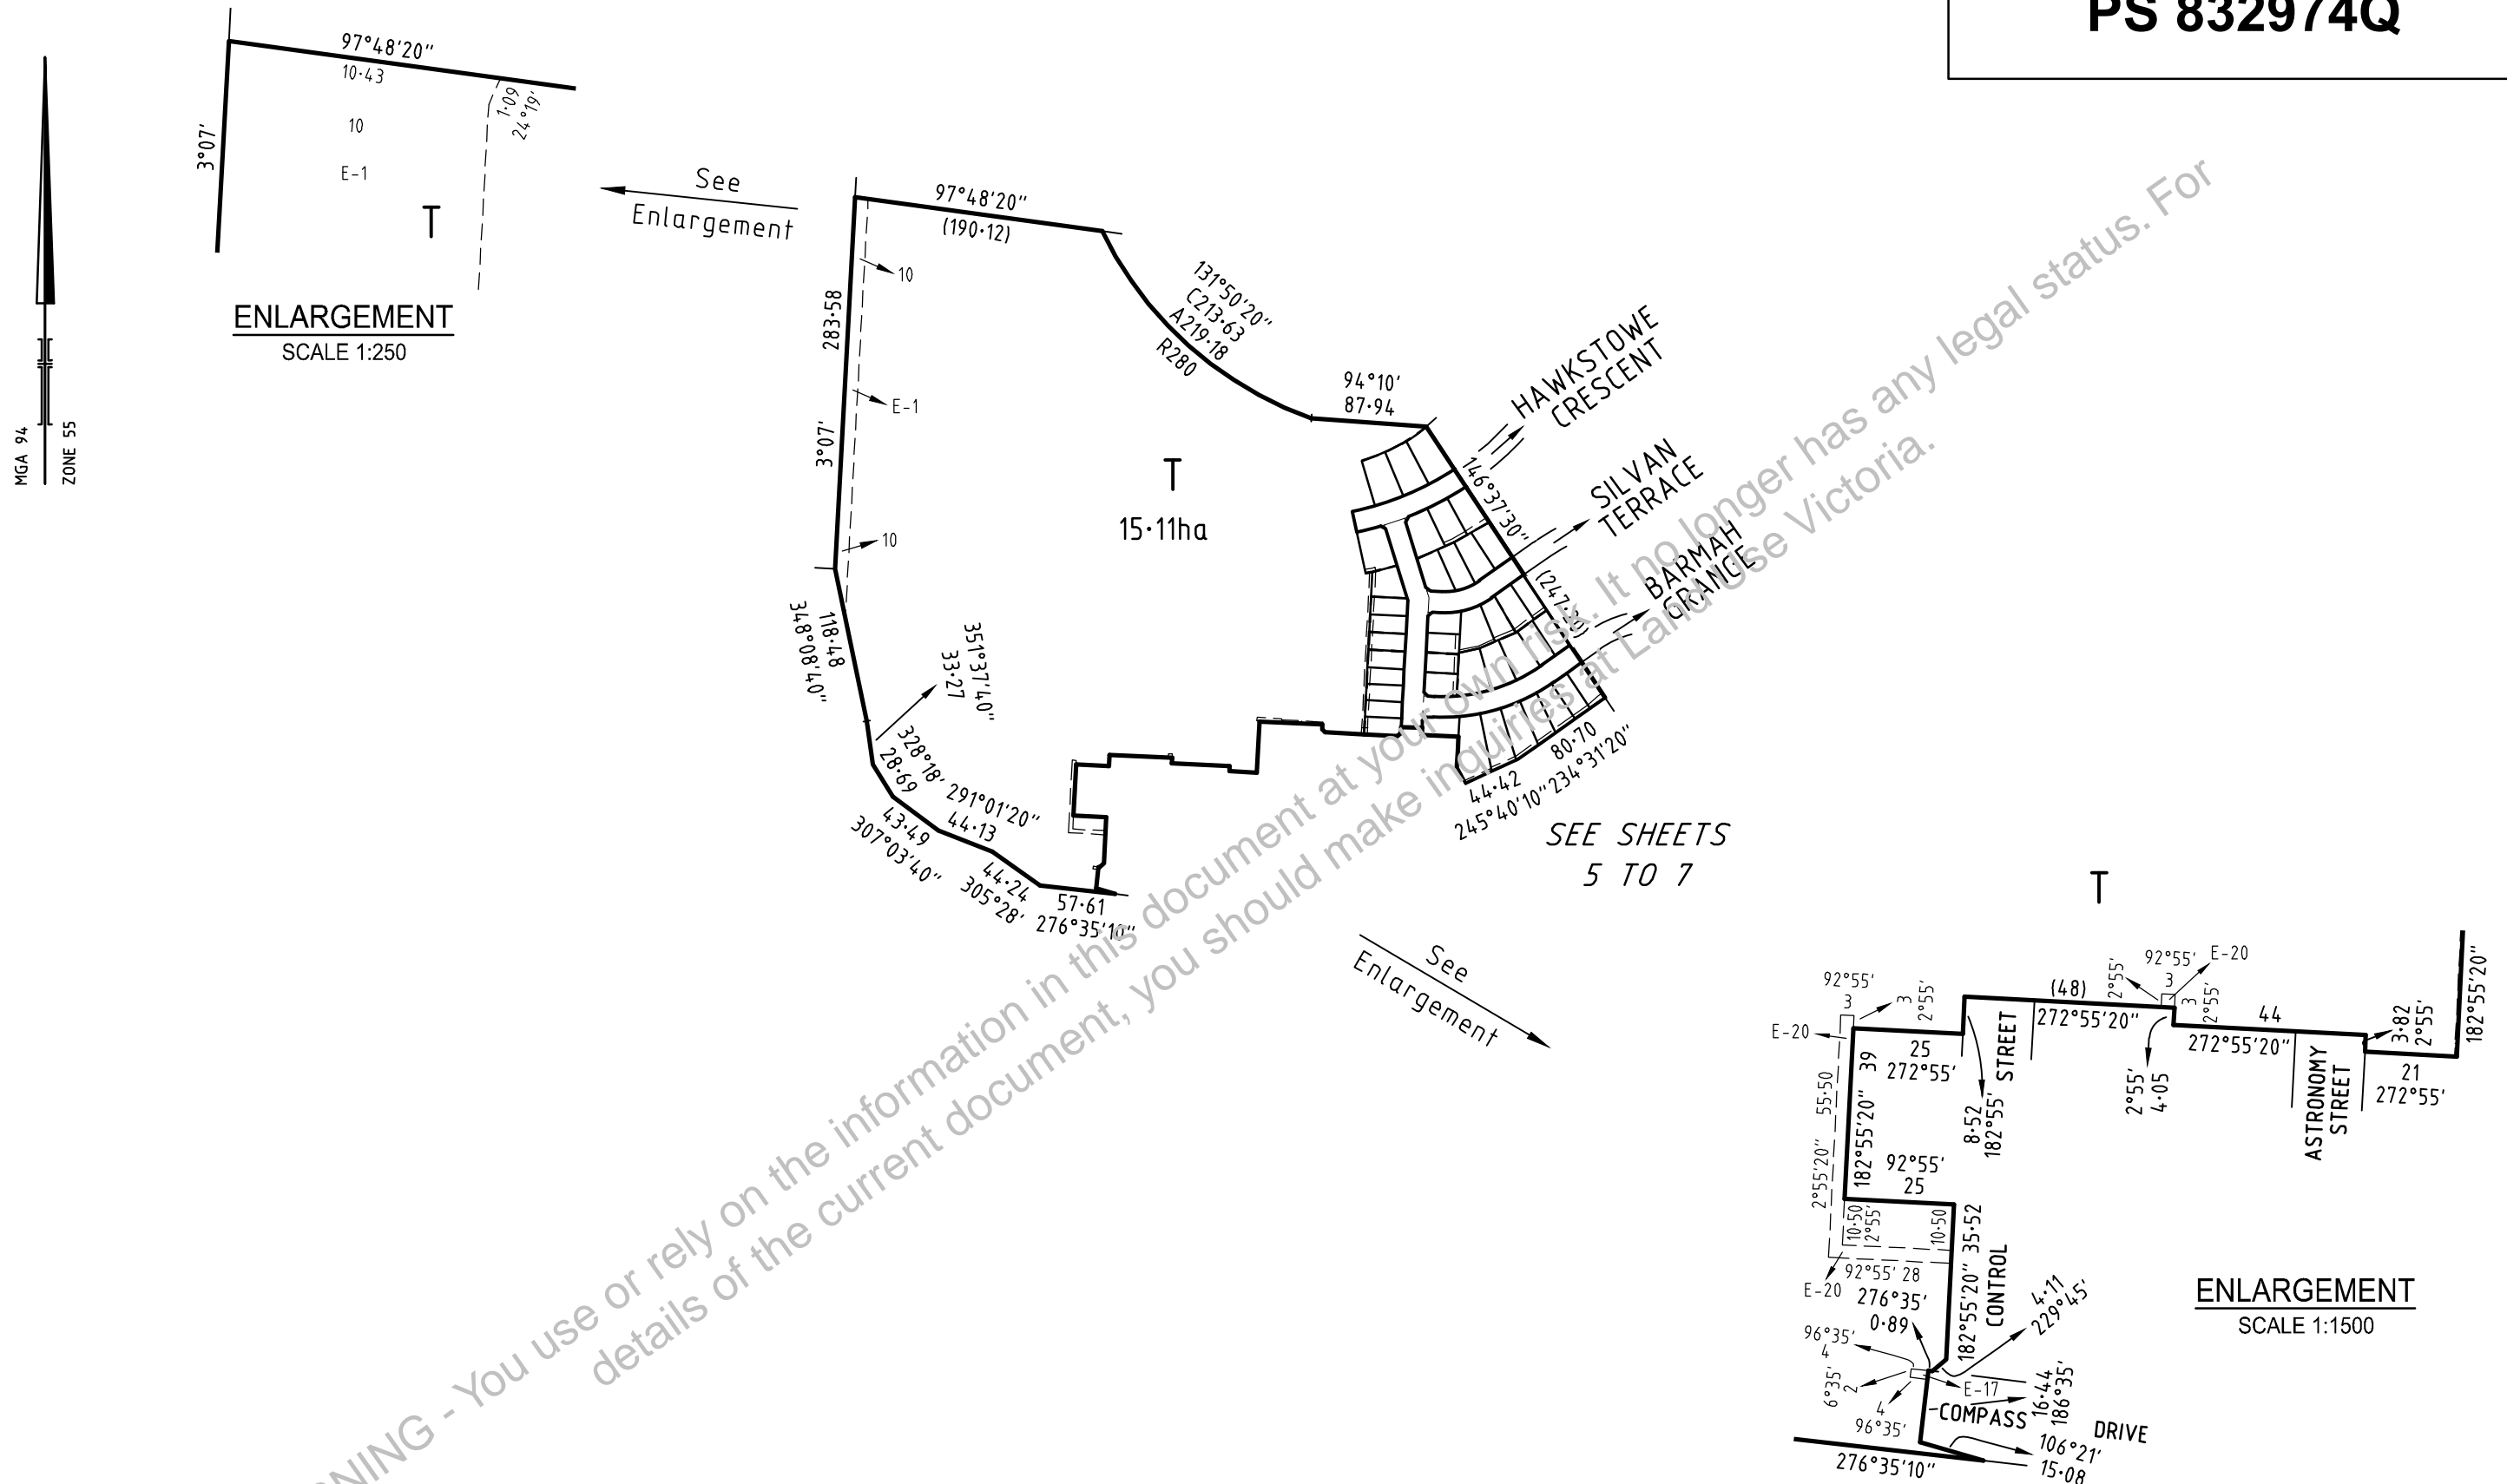 PS 832974Q
97°48'20"
10·43
1·09
24°19'
10
E-1
3°07'
T
ENLARGEMENT
SCALE 1:250
MGA 94
ZONE 55
See
Enlargement
97°48'20"
(190·12)
10
283·58
E-1
3°07'
10
131°50'20"
C213·63
A219·18
R280
94°10'
87·94
HAWKSTOWE
CRESCENT
146°37'30"
SILVAN
TERRACE
BARMAH
GRANGE
T
15·11ha
118·48
348°08'40"
351°37'40"
33·27
328°18'
28·69
291°01'20"
44·13
43·49
307°03'40"
44·24
305°28'
57·61
276°35'10"
80·70
234°31'20"
44·42
245°40'10"
SEE SHEETS
5 TO 7
See
Enlargement
T
92°55'
3
3
2°55'
E-20
25
272°55'
39
182°55'20"
55·50
2°55'20"
8·52
182°55'
STREET
(48)
272°55'20"
2°55'
92°55'
3
E-20
3
2°55'
2°55'
4·05
44
272°55'20"
ASTRONOMY
STREET
3·82
2°55'
21
272°55'
182°55'20"
92°55'
25
10·50
2°55'
10·50
92°55' 28
E-20
35·52
182°55'20"
CONTROL
276°35'
0·89
4·11
229°45'
96°35'
4
6°35'
2
4
96°35'
E-17
16·44
186°35'
COMPASS DRIVE
106°21'
15·08
276°35'10"
ENLARGEMENT
SCALE 1:1500
- You use or rely on the information in this document at your own risk. It no longer has any legal status. For
details of the current document, you should make inquiries at Land Use Victoria.